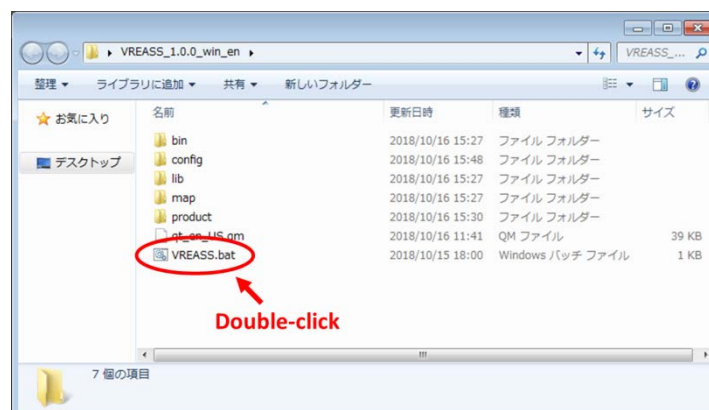 VREASS_1.0.0_win_en
VREASS_...
整理 ライブラリに追加 共有 新しいフォルダー
お気に入り
デスクトップ
名前 更新日時 種類 サイズ
bin 2018/10/16 15:27 ファイル フォルダー
config 2018/10/16 15:48 ファイル フォルダー
lib 2018/10/16 15:27 ファイル フォルダー
map 2018/10/16 15:27 ファイル フォルダー
product 2018/10/16 15:30 ファイル フォルダー
qt_en_US.qm 2018/10/16 11:41 QM ファイル 39 KB
VREASS.bat 2018/10/15 18:00 Windows バッチ ファイル 1 KB
Double-click
7 個の項目